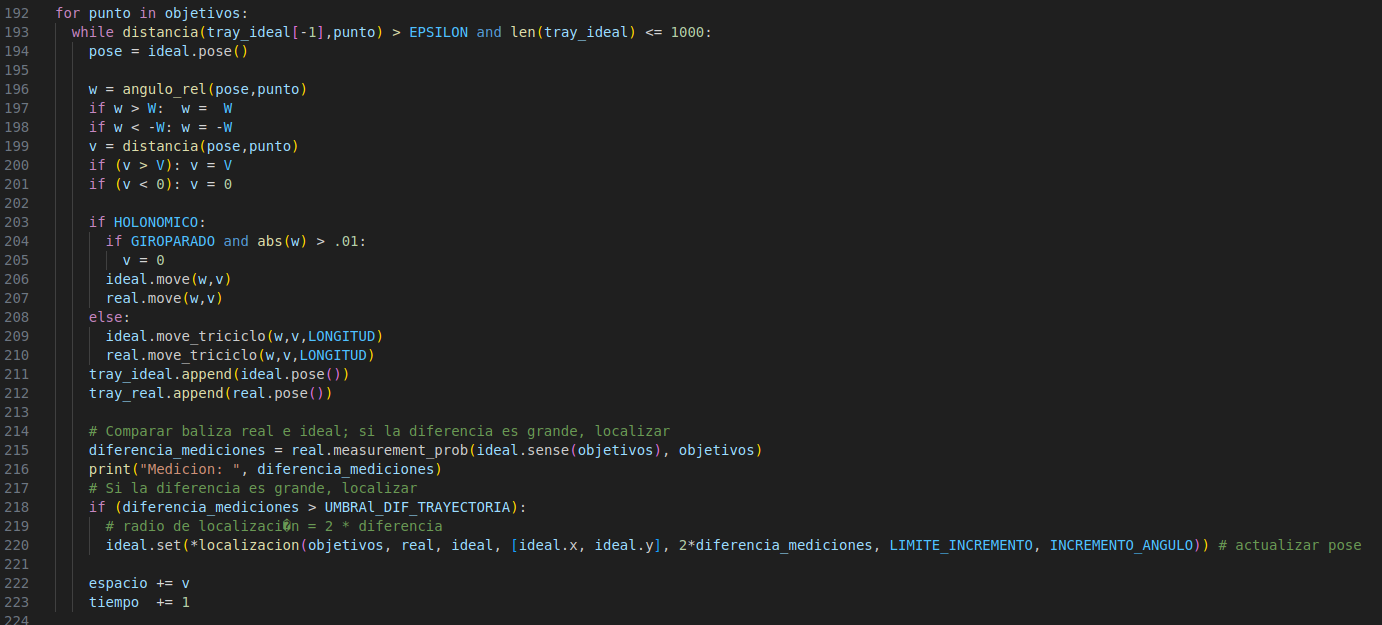 192 for punto in objetivos:
193 while distancia(tray_ideal[-1],punto) > EPSILON and len(tray_ideal) <= 1000:
194 pose = ideal.pose()
195
196 w = angulo_rel(pose,punto)
197 if w > W:  w =  W
198 if w < -W: w = -W
199 v = distancia(pose,punto)
200 if (v > V): v = V
201 if (v < 0): v = 0
202
203 if HOLONOMICO:
204 if GIROPARADO and abs(w) > .01:
205 v = 0
206 ideal.move(w,v)
207 real.move(w,v)
208 else:
209 ideal.move_triciclo(w,v,LONGITUD)
210 real.move_triciclo(w,v,LONGITUD)
211 tray_ideal.append(ideal.pose())
212 tray_real.append(real.pose())
213
214 # Comparar baliza real e ideal; si la diferencia es grande, localizar
215 diferencia_mediciones = real.measurement_prob(ideal.sense(objetivos), objetivos)
216 print("Medicion: ", diferencia_mediciones)
217 # Si la diferencia es grande, localizar
218 if (diferencia_mediciones > UMBRAl_DIF_TRAYECTORIA):
219 # radio de localizaci�n = 2 * diferencia
220 ideal.set(*localizacion(objetivos, real, ideal, [ideal.x, ideal.y], 2*diferencia_mediciones, LIMITE_INCREMENTO, INCREMENTO_ANGULO)) # actualizar pose
221
222 espacio += v
223 tiempo  += 1
224